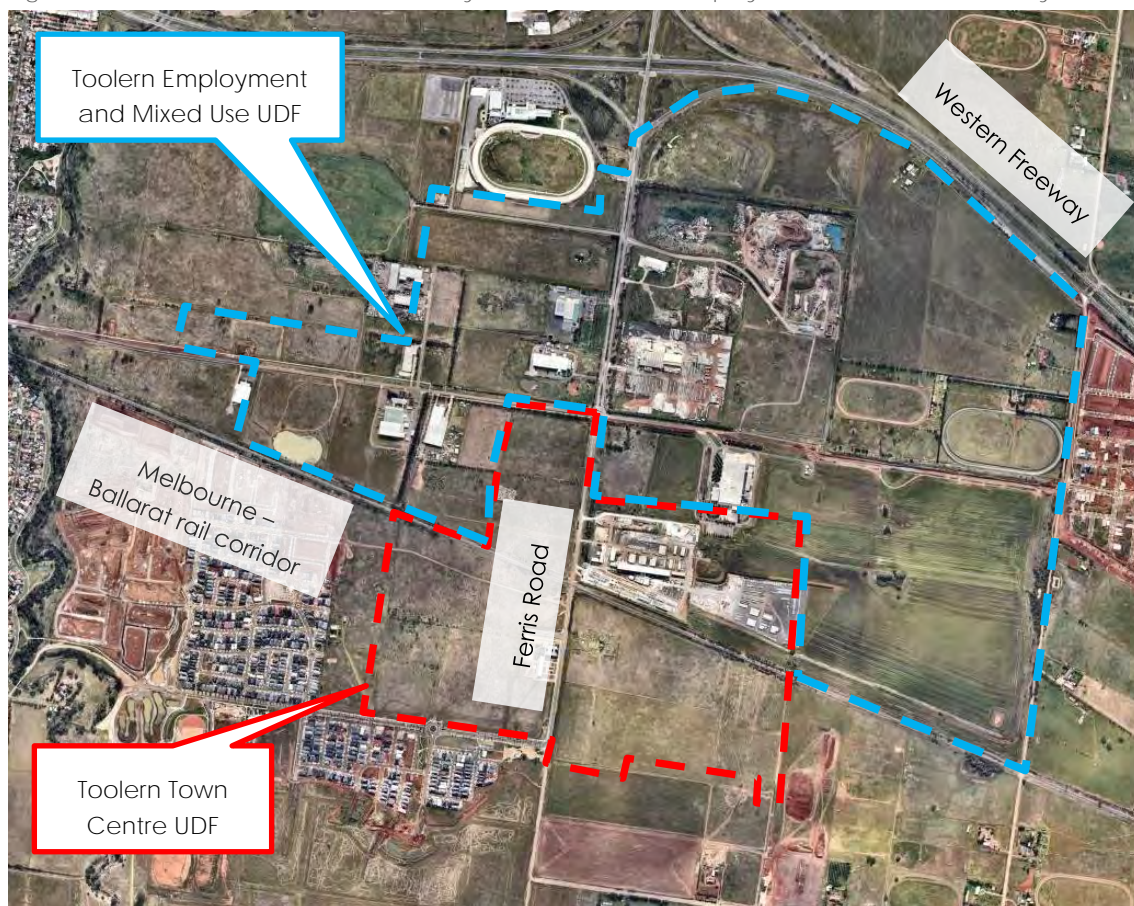 Toolern Employment
and Mixed Use UDF
Western Freeway
Melbourne –
Ballarat rail corridor
Ferris Road
Toolern Town
Centre UDF